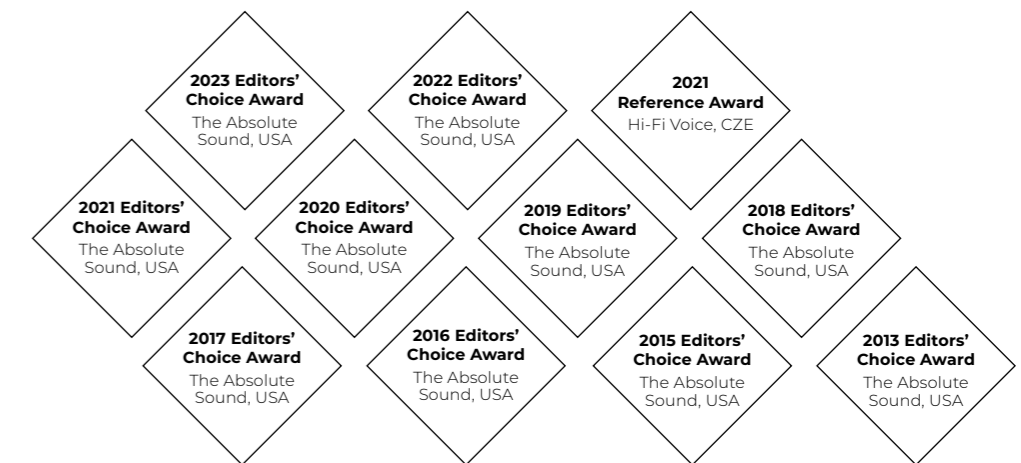 2023 Editors’
Choice Award
The Absolute
Sound, USA
2022 Editors’
Choice Award
The Absolute
Sound, USA
2021
Reference Award
Hi-Fi Voice, CZE
2021 Editors’
Choice Award
The Absolute
Sound, USA
2020 Editors’
Choice Award
The Absolute
Sound, USA
2019 Editors’
Choice Award
The Absolute
Sound, USA
2018 Editors’
Choice Award
The Absolute
Sound, USA
2017 Editors’
Choice Award
The Absolute
Sound, USA
2016 Editors’
Choice Award
The Absolute
Sound, USA
2015 Editors’
Choice Award
The Absolute
Sound, USA
2013 Editors’
Choice Award
The Absolute
Sound, USA